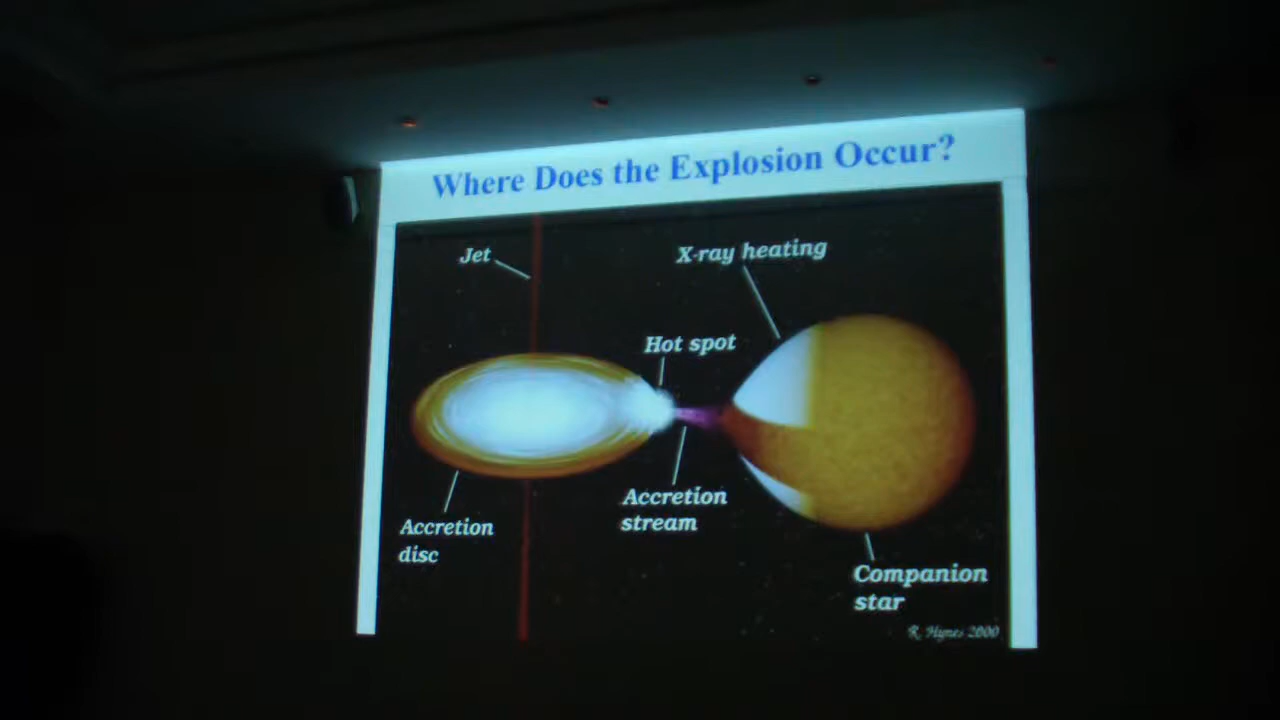 Where Does the Explosion Occur?
Jet
X-ray heating
Hot spot
Accretion
stream
Accretion
disc
Companion
star
R. Hynes 2000